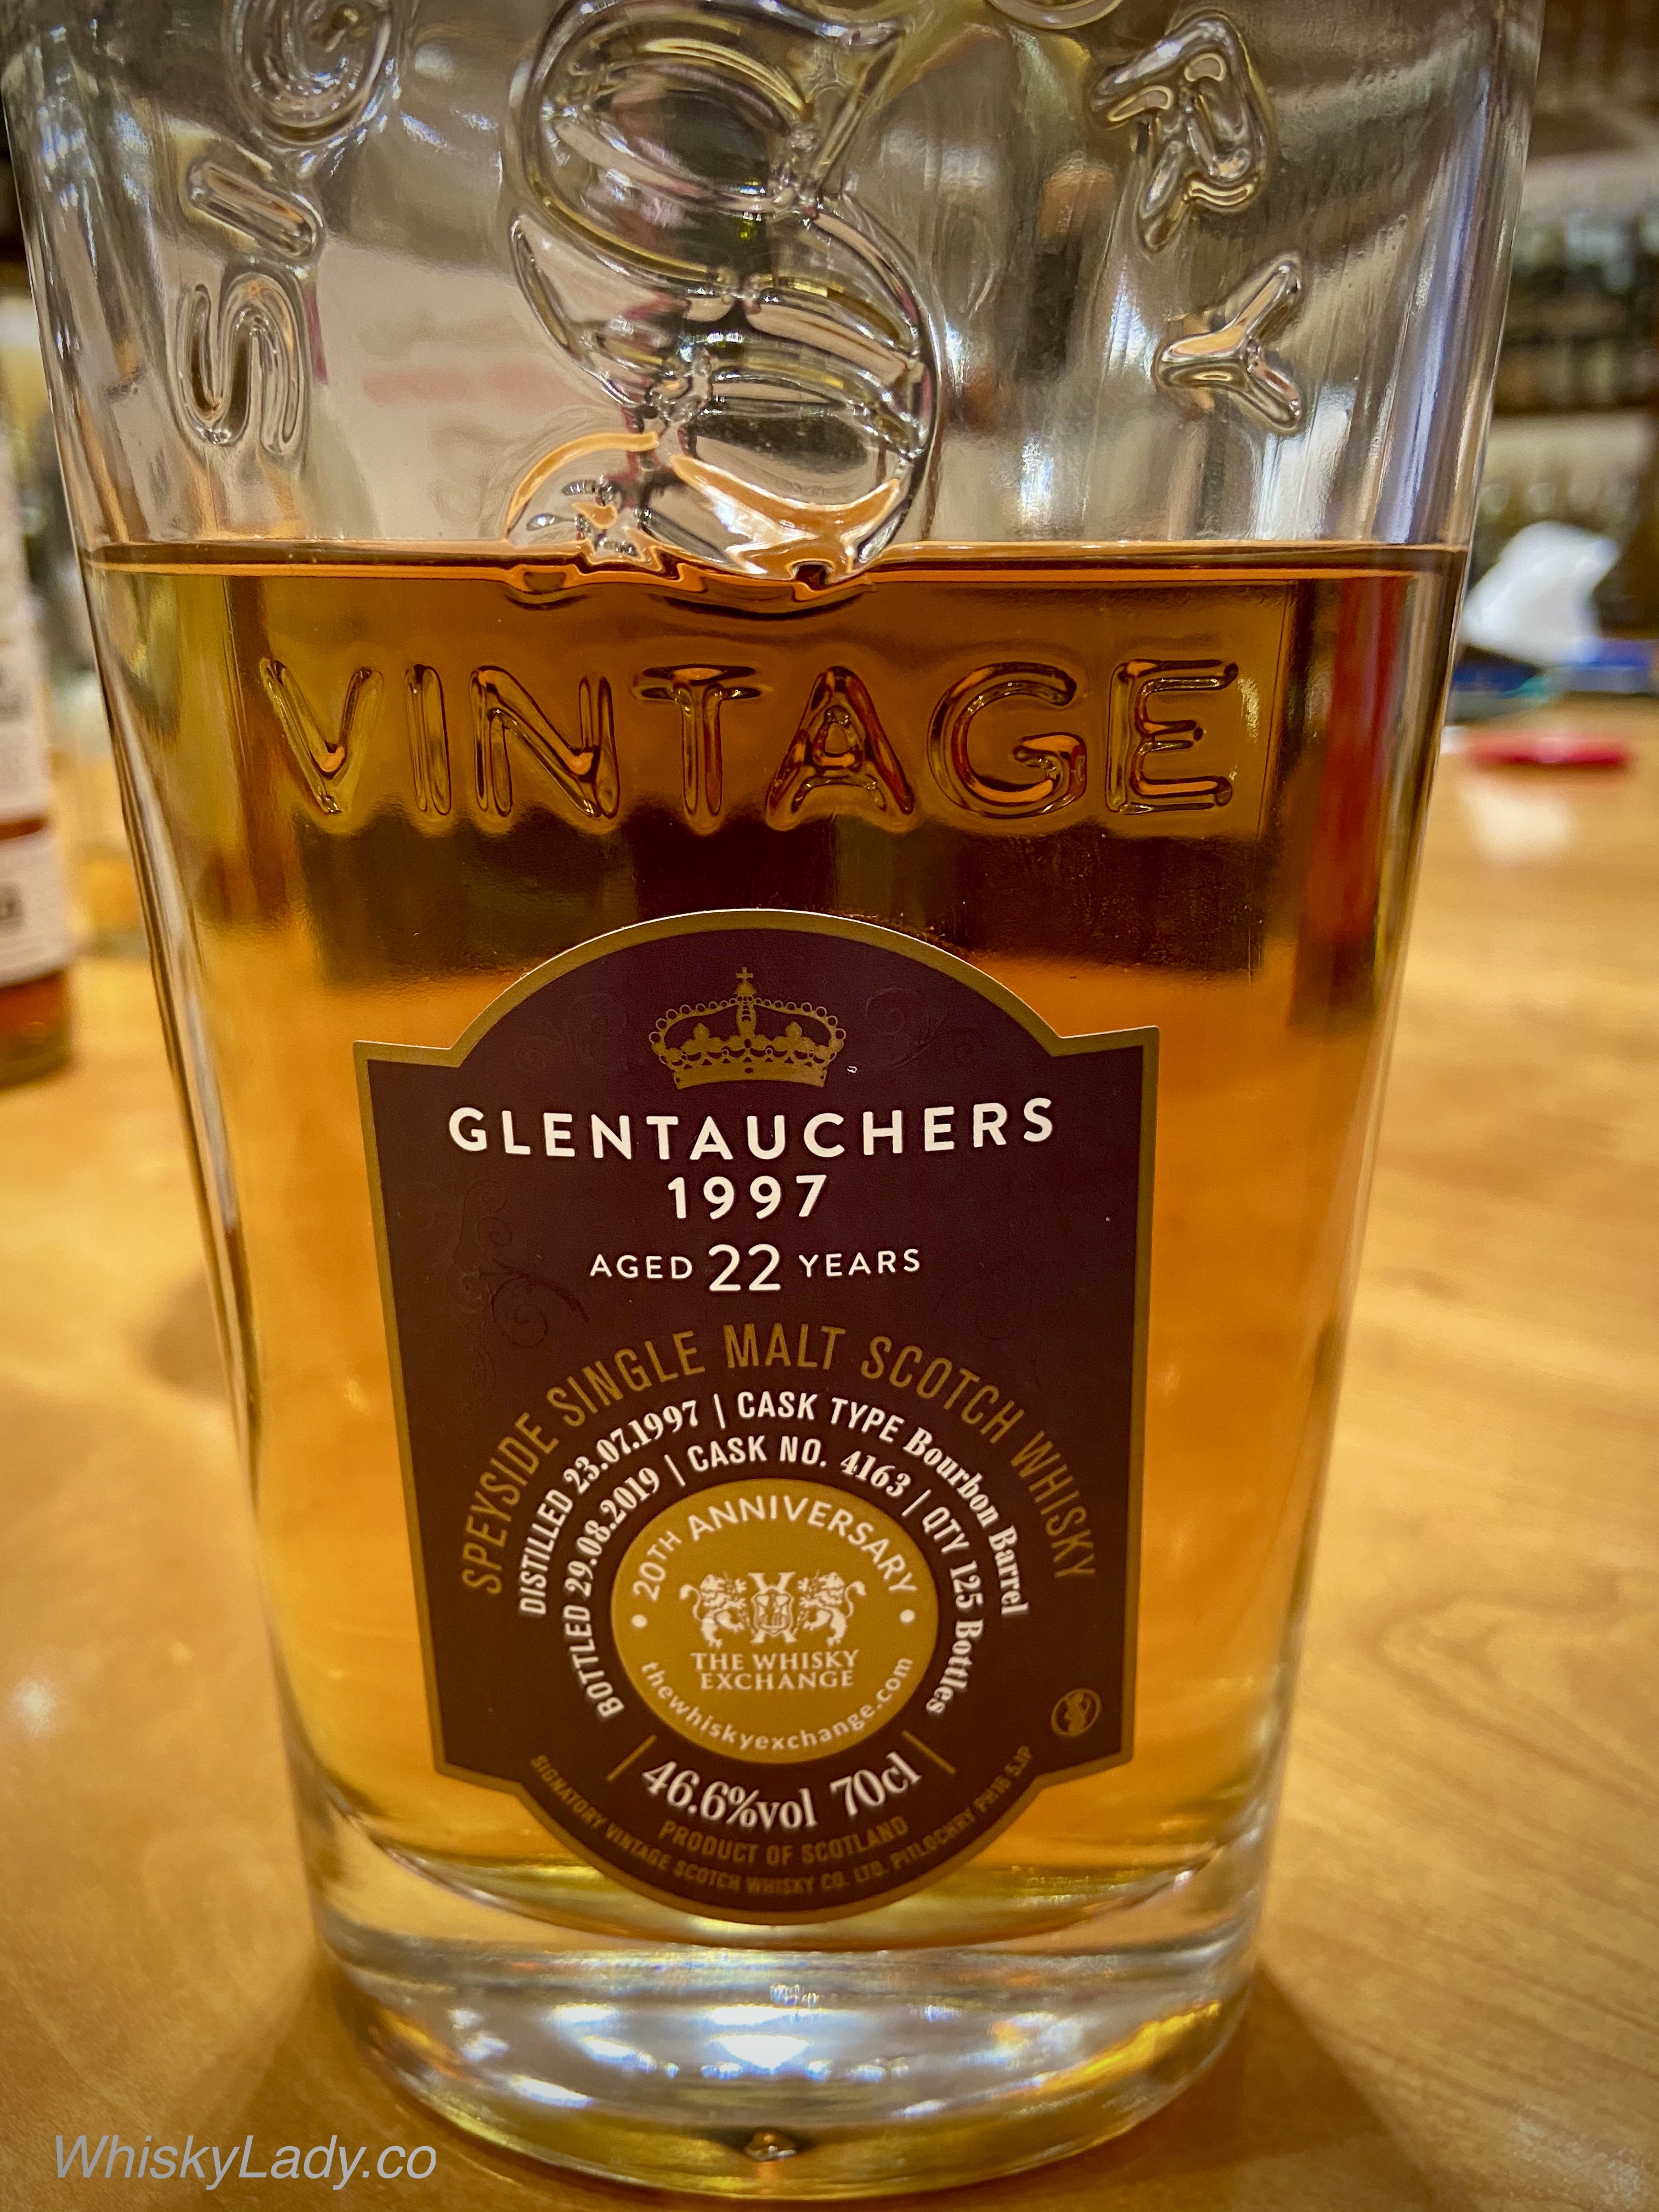 SIG
RY
VINTAGE
GLENTAUCHERS
1997
AGED 22 YEARS
SPEYSIDE SINGLE MALT SCOTCH WHISKY
DISTILLED 23.07.1997 | CASK TYPE Bourbon Barrel
BOTTLED 29.08.2019 | CASK NO. 4163 | QTY 125 Bottles
20TH ANNIVERSARY
THE WHISKY
EXCHANGE
thewhiskyexchange.com
46.6%vol 70cl
PRODUCT OF SCOTLAND
SIGNATORY VINTAGE SCOTCH WHISKY CO. LTD. PITLOCHRY PH16 5JP
WhiskyLady.co